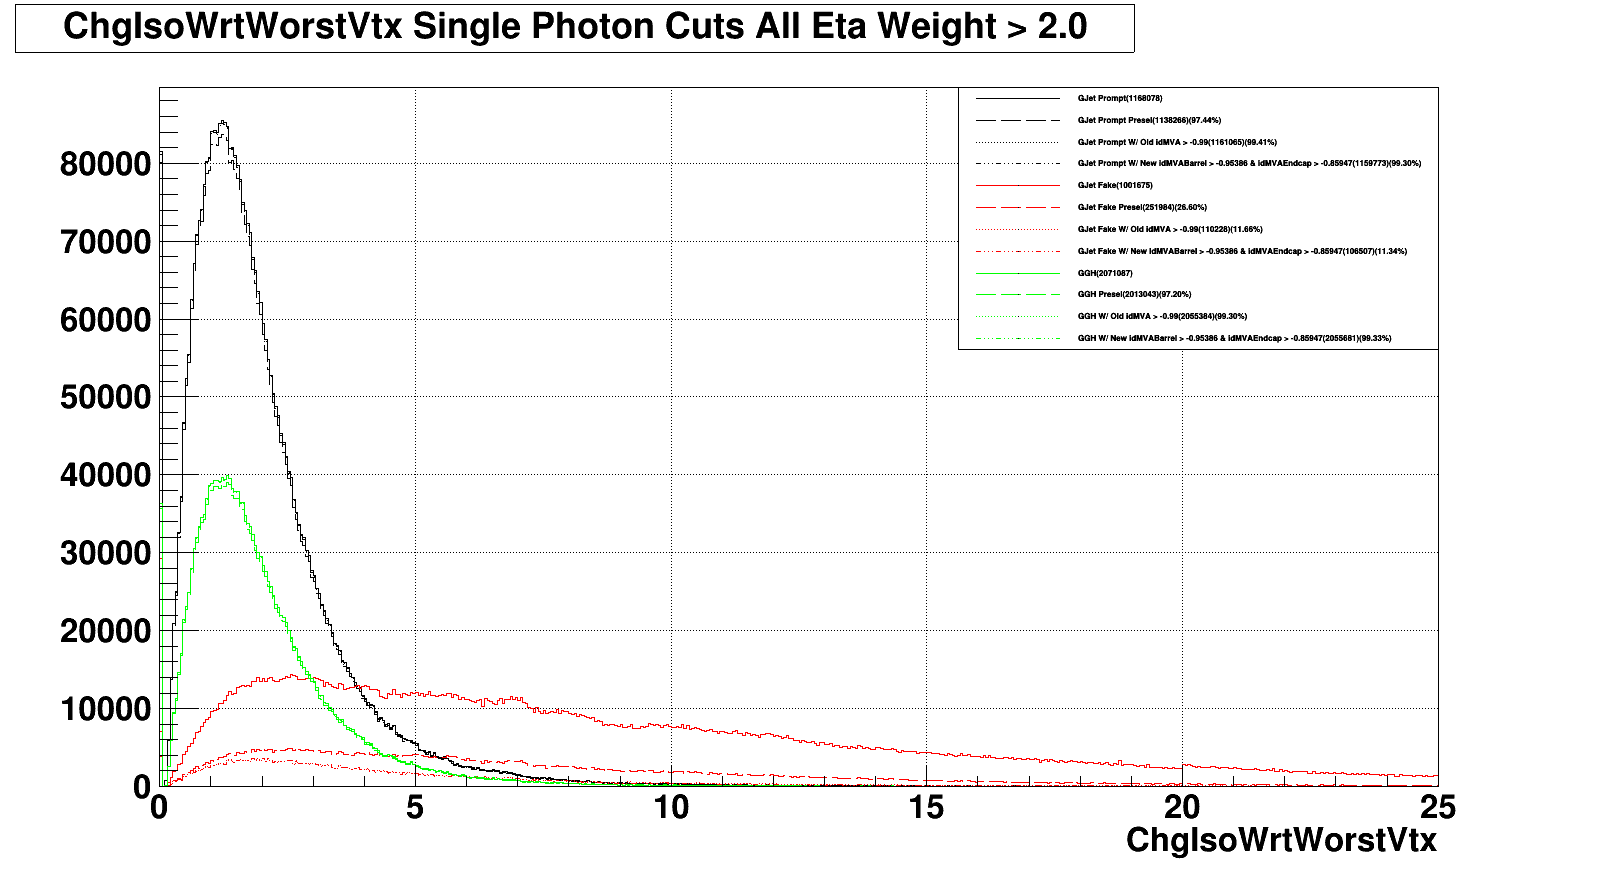 ChgIsoWrtWorstVtx Single Photon Cuts All Eta Weight > 2.0
GJet Prompt(1168078)
GJet Prompt Presel(1138266)(97.44%)
GJet Prompt W/ Old idMVA > -0.99(1161065)(99.41%)
GJet Prompt W/ New idMVABarrel > -0.95386 & idMVAEndcap > -0.85947(1159773)(99.30%)
GJet Fake(1001675)
GJet Fake Presel(251984)(26.60%)
GJet Fake W/ Old idMVA > -0.99(110228)(11.66%)
GJet Fake W/ New idMVABarrel > -0.95386 & idMVAEndcap > -0.85947(106507)(11.34%)
GGH(2071087)
GGH Presel(2013043)(97.20%)
GGH W/ Old idMVA > -0.99(2055384)(99.30%)
GGH W/ New idMVABarrel > -0.95386 & idMVAEndcap > -0.85947(2055681)(99.33%)
80000
70000
60000
50000
40000
30000
20000
10000
0
0 5 10 15 20 25
ChgIsoWrtWorstVtx